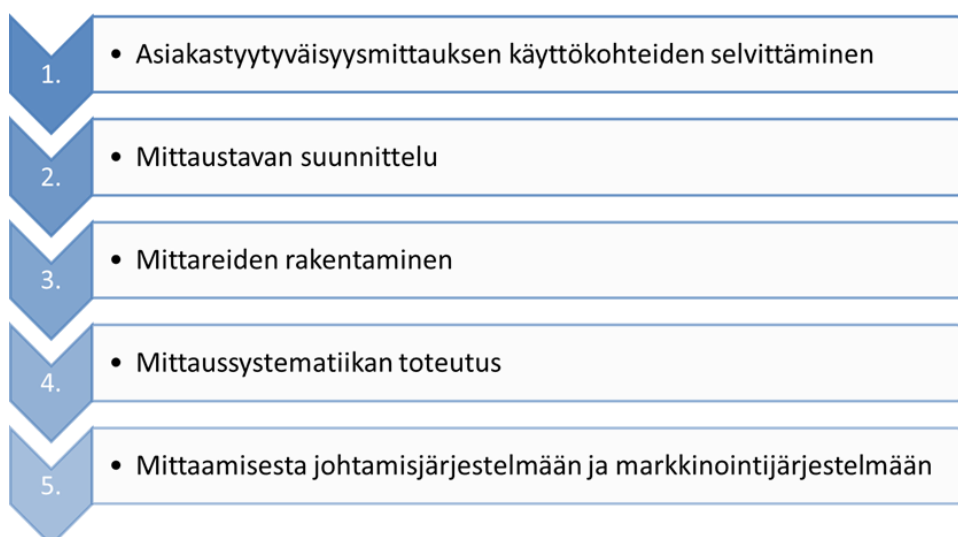 1. • Asiakastyytyväisyysmittauksen käyttökohteiden selvittäminen
2. • Mittaustavan suunnittelu
3. • Mittareiden rakentaminen
4. • Mittaussystematiikan toteutus
5. • Mittaamisesta johtamisjärjestelmään ja markkinointijärjestelmään